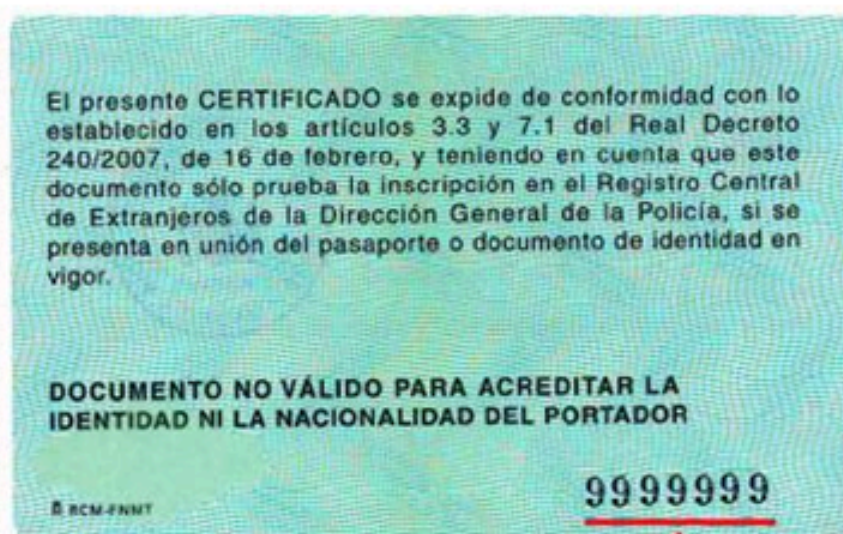 El presente CERTIFICADO se expide de conformidad con lo
establecido en los artículos 3.3 y 7.1 del Real Decreto
240/2007, de 16 de febrero, y teniendo en cuenta que este
documento sólo prueba la inscripción en el Registro Central
de Extranjeros de la Dirección General de la Policía, si se
presenta en unión del pasaporte o documento de identidad en
vigor.
DOCUMENTO NO VÁLIDO PARA ACREDITAR LA
IDENTIDAD NI LA NACIONALIDAD DEL PORTADOR
RCM-FNMT
9999999